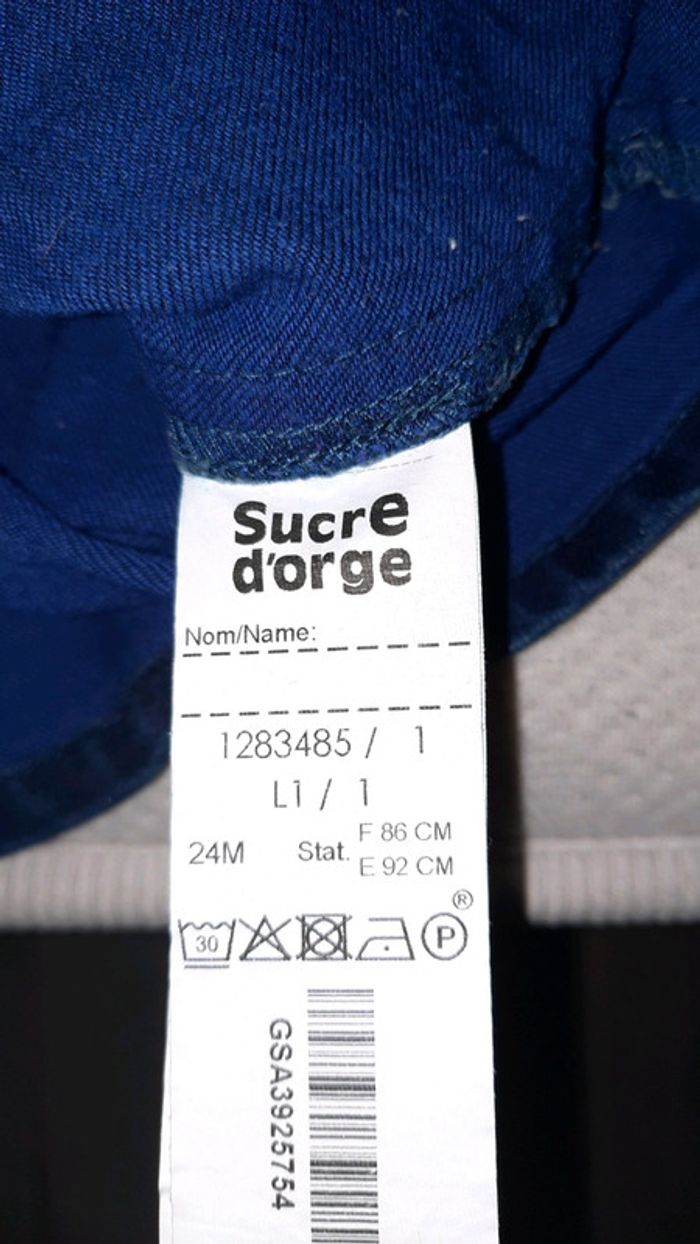 Sucre
d'orge
Nom/Name:
1283485 / 1
L1 / 1
24M Stat. F 86 CM
E 92 CM
®
30 P
GSA3925754